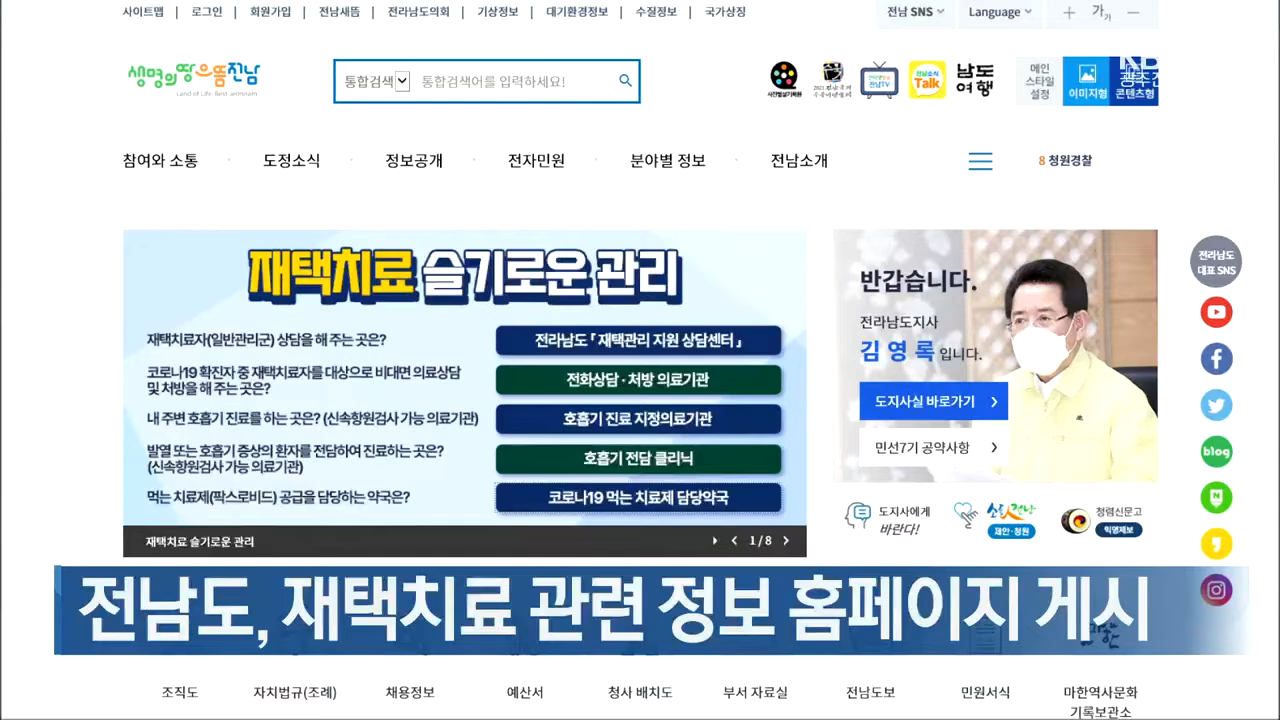 사이트맵 | 로그인 | 회원가입 | 전남새뜸 | 전라남도의회 | 기상정보 | 대기환경정보 | 수질정보 | 국가상징
전남 SNS
Language
가가
생명의땅으뜸전남
통합검색
통합검색어를 입력하세요!
전남TV
전남소식
Talk
남도
여행
메인
스타일
설정
이미지형
콘텐츠형
참여와 소통
도정소식
정보공개
전자민원
분야별 정보
전남소개
8 청원경찰
재택치료 슬기로운 관리
재택치료자(일반관리군) 상담을 해 주는 곳은?
전라남도 「재택관리 지원 상담센터」
코로나19 확진자 중 재택치료자를 대상으로 비대면 의료상담
및 처방을 해 주는 곳은?
전화상담 · 처방 의료기관
내 주변 호흡기 진료를 하는 곳은? (신속항원검사 가능 의료기관)
호흡기 진료 지정의료기관
발열 또는 호흡기 증상의 환자를 전담하여 진료하는 곳은?
(신속항원검사 가능 의료기관)
호흡기 전담 클리닉
먹는 치료제(팍스로비드) 공급을 담당하는 약국은?
코로나19 먹는 치료제 담당약국
재택치료 슬기로운 관리
1/8
반갑습니다.
전라남도지사
김 영 록 입니다.
도지사실 바로가기
민선7기 공약사항
도지사에게
바란다!
소통전남
제안·청원
청렴신문고
익명제보
전라남도
대표 SNS
blog
전남도, 재택치료 관련 정보 홈페이지 게시
조직도
자치법규(조례)
채용정보
예산서
청사 배치도
부서 자료실
전남도보
민원서식
마한역사문화
기록보관소